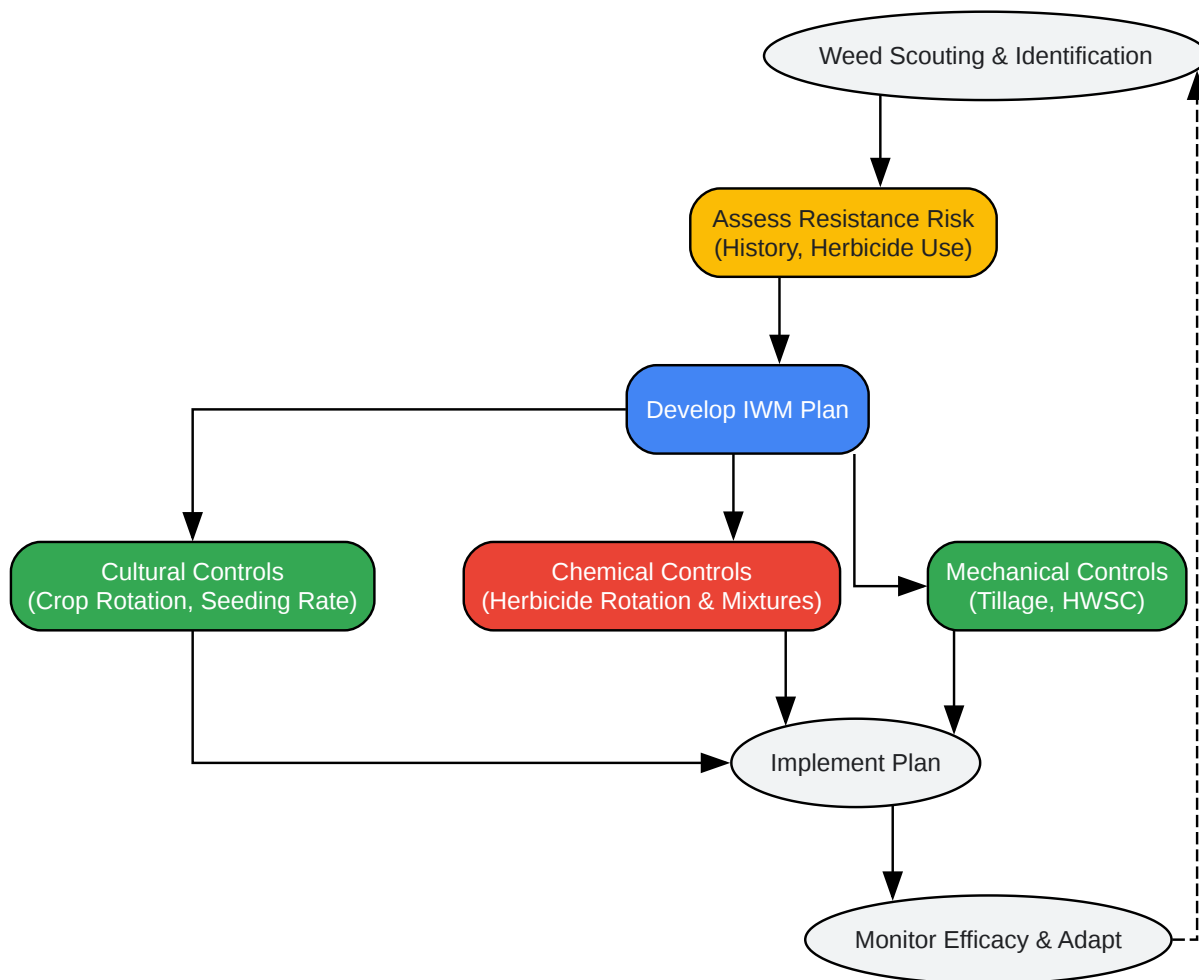 Weed Scouting & Identification
Assess Resistance Risk
(History, Herbicide Use)
Develop IWM Plan
Cultural Controls
(Crop Rotation, Seeding Rate)
Chemical Controls
(Herbicide Rotation & Mixtures)
Mechanical Controls
(Tillage, HWSC)
Implement Plan
Monitor Efficacy & Adapt